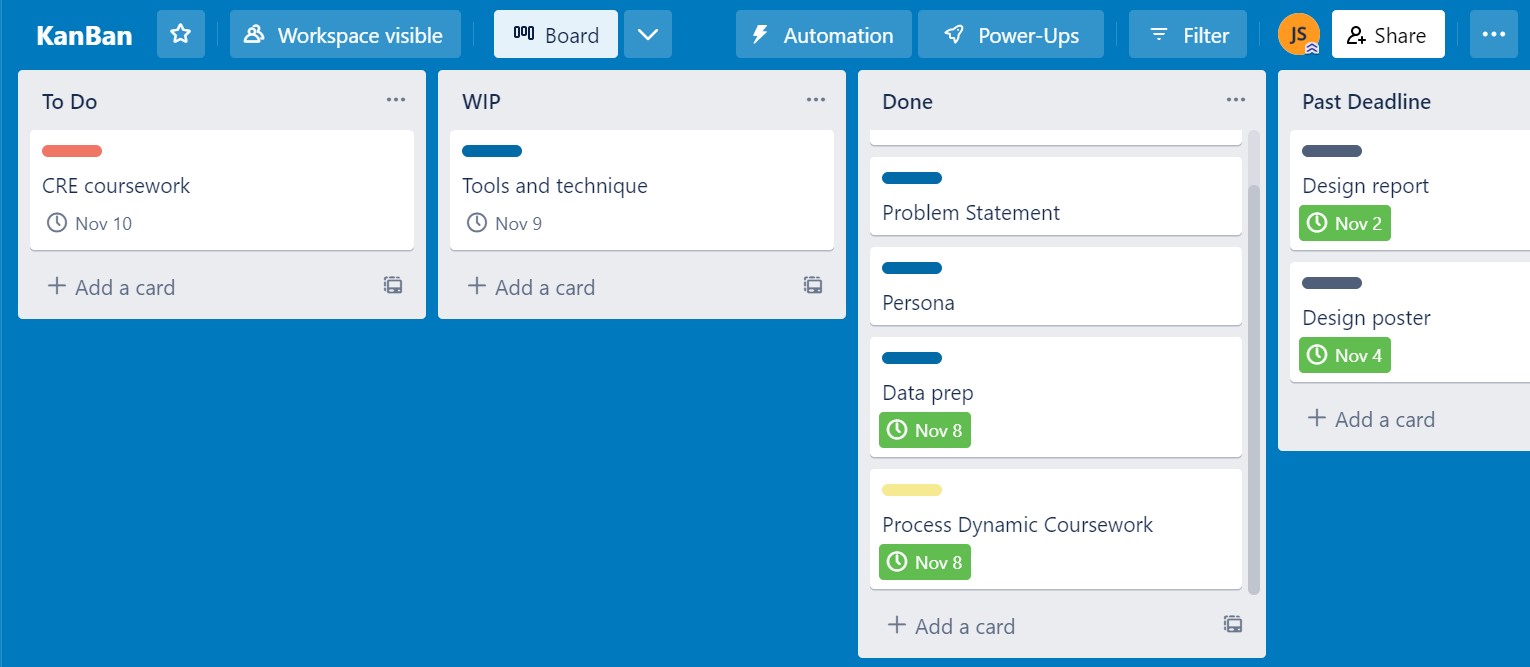 KanBan
Workspace visible
Board
Automation
Power-Ups
Filter
JS
Share
To Do
CRE coursework
Nov 10
Add a card
WIP
Tools and technique
Nov 9
Add a card
Done
Problem Statement
Persona
Data prep
Nov 8
Process Dynamic Coursework
Nov 8
Add a card
Past Deadline
Design report
Nov 2
Design poster
Nov 4
Add a card